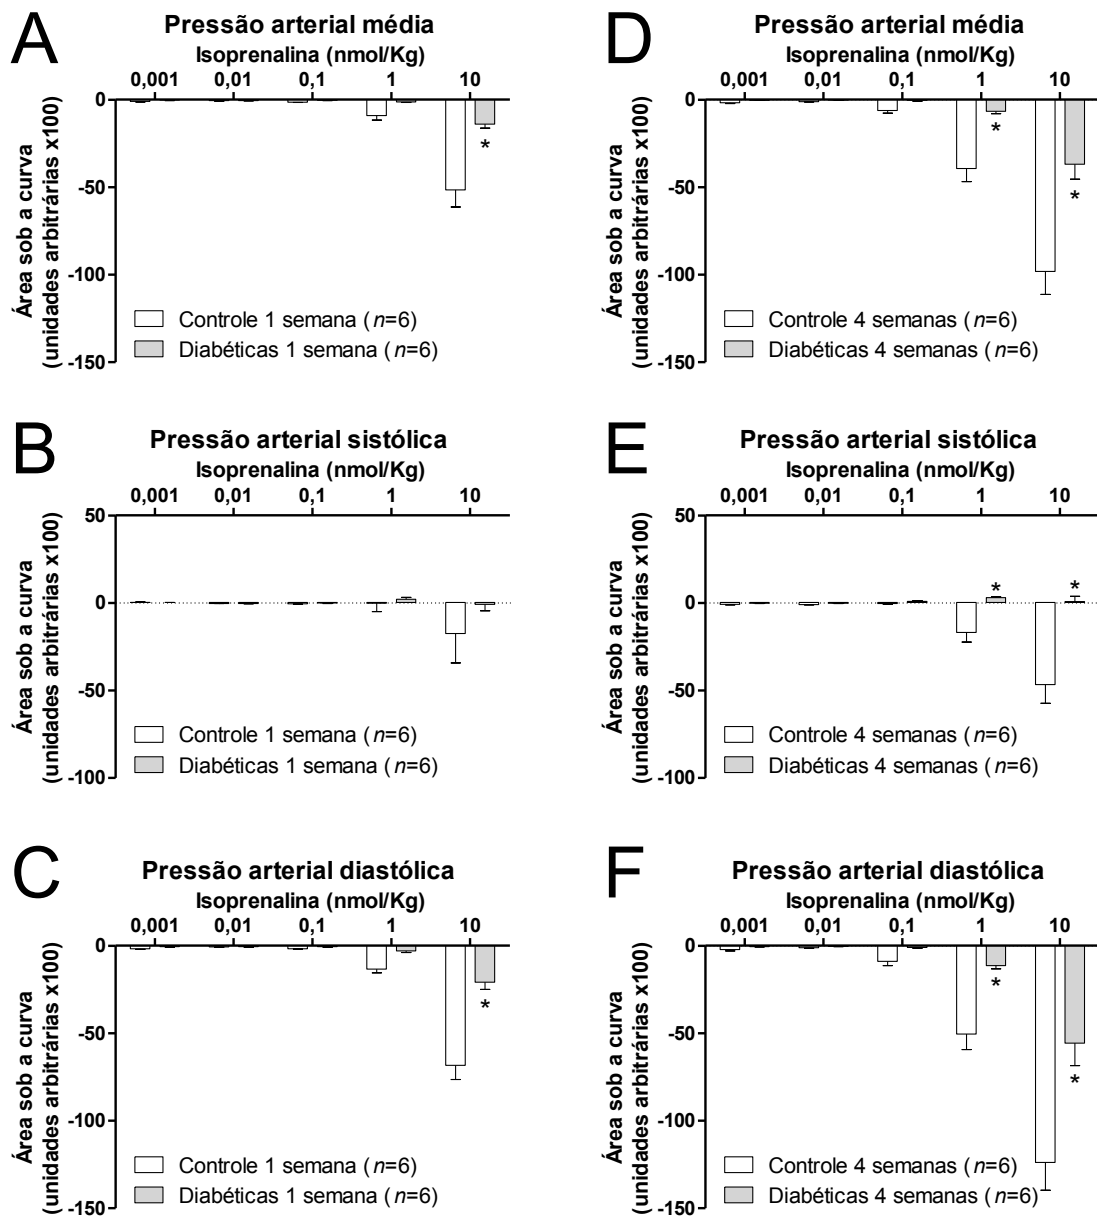 A
Pressão arterial média
Isoprenalina (nmol/Kg)
0,001 0,01 0,1 1 10
0
-50
-100
-150
Área sob a curva
(unidades arbitrárias x100)
*
Controle 1 semana (n=6)
Diabéticas 1 semana (n=6)
D
Pressão arterial média
Isoprenalina (nmol/Kg)
0,001 0,01 0,1 1 10
0
-50
-100
-150
Área sob a curva
(unidades arbitrárias x100)
*
*
Controle 4 semanas (n=6)
Diabéticas 4 semanas (n=6)
B
Pressão arterial sistólica
Isoprenalina (nmol/Kg)
0,001 0,01 0,1 1 10
50
0
-50
-100
Área sob a curva
(unidades arbitrárias x100)
Controle 1 semana (n=6)
Diabéticas 1 semana (n=6)
E
Pressão arterial sistólica
Isoprenalina (nmol/Kg)
0,001 0,01 0,1 1 10
50
0
-50
-100
Área sob a curva
(unidades arbitrárias x100)
* *
Controle 4 semanas (n=6)
Diabéticas 4 semanas (n=6)
C
Pressão arterial diastólica
Isoprenalina (nmol/Kg)
0,001 0,01 0,1 1 10
0
-50
-100
-150
Área sob a curva
(unidades arbitrárias x100)
*
Controle 1 semana (n=6)
Diabéticas 1 semana (n=6)
F
Pressão arterial diastólica
Isoprenalina (nmol/Kg)
0,001 0,01 0,1 1 10
0
-50
-100
-150
Área sob a curva
(unidades arbitrárias x100)
*
*
Controle 4 semanas (n=6)
Diabéticas 4 semanas (n=6)